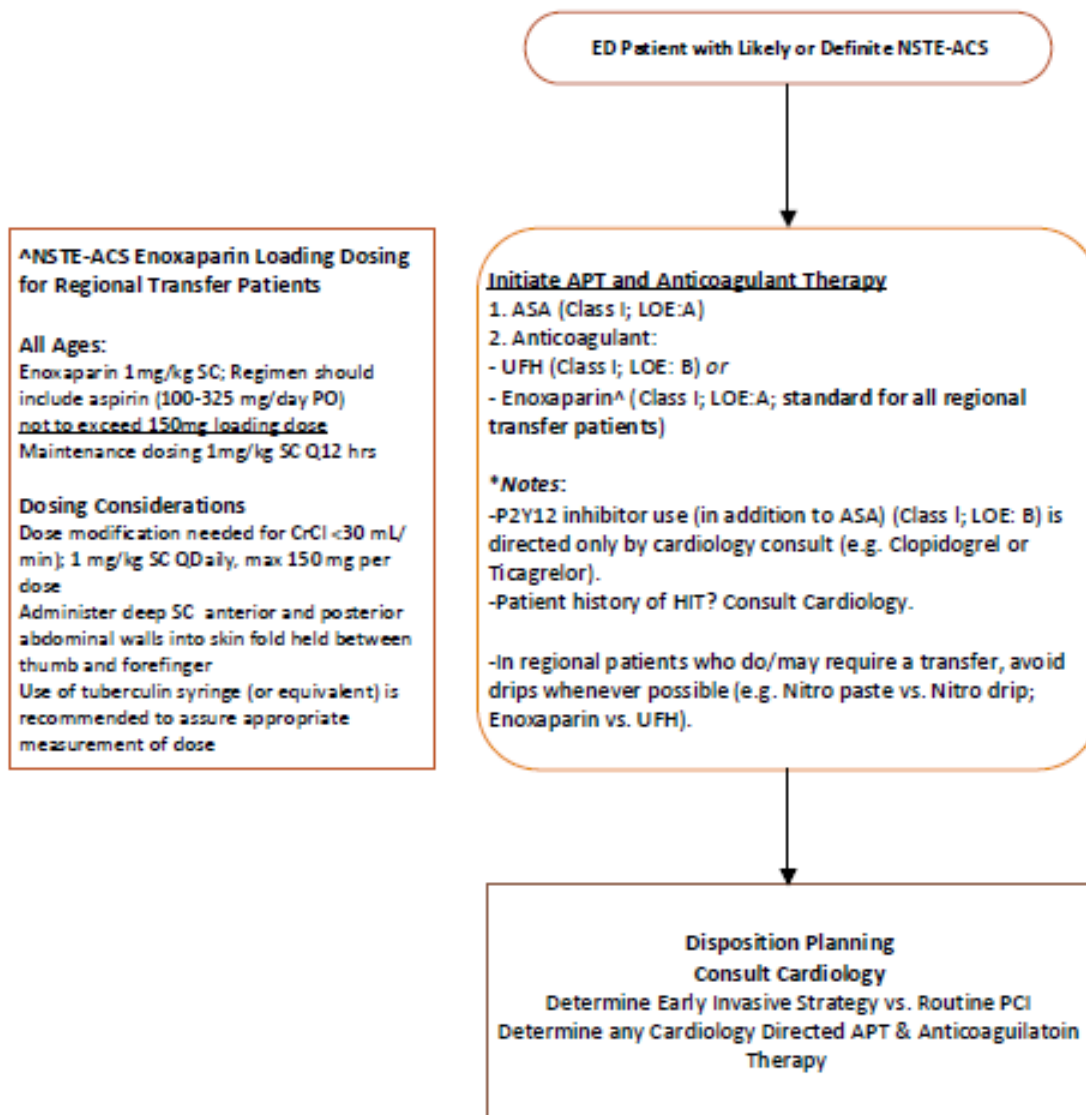 ED Patient with Likely or Definite NSTE-ACS
^NSTE-ACS Enoxaparin Loading Dosing
for Regional Transfer Patients
All Ages:
Enoxaparin 1mg/kg SC; Regimen should
include aspirin (100-325 mg/day PO)
not to exceed 150mg loading dose
Maintenance dosing 1mg/kg SC Q12 hrs
Dosing Considerations
Dose modification needed for CrCl <30 mL/
min); 1 mg/kg SC QDaily, max 150 mg per
dose
Administer deep SC anterior and posterior
abdominal walls into skin fold held between
thumb and forefinger
Use of tuberculin syringe (or equivalent) is
recommended to assure appropriate
measurement of dose
Initiate APT and Anticoagulant Therapy
1. ASA (Class I; LOE:A)
2. Anticoagulant:
- UFH (Class I; LOE: B) or
- Enoxaparin^ (Class I; LOE:A; standard for all regional
transfer patients)
*Notes:
-P2Y12 inhibitor use (in addition to ASA) (Class I; LOE: B) is
directed only by cardiology consult (e.g. Clopidogrel or
Ticagrelor).
-Patient history of HIT? Consult Cardiology.
-In regional patients who do/may require a transfer, avoid
drips whenever possible (e.g. Nitro paste vs. Nitro drip;
Enoxaparin vs. UFH).
Disposition Planning
Consult Cardiology
Determine Early Invasive Strategy vs. Routine PCI
Determine any Cardiology Directed APT & Anticoaguilatoin
Therapy